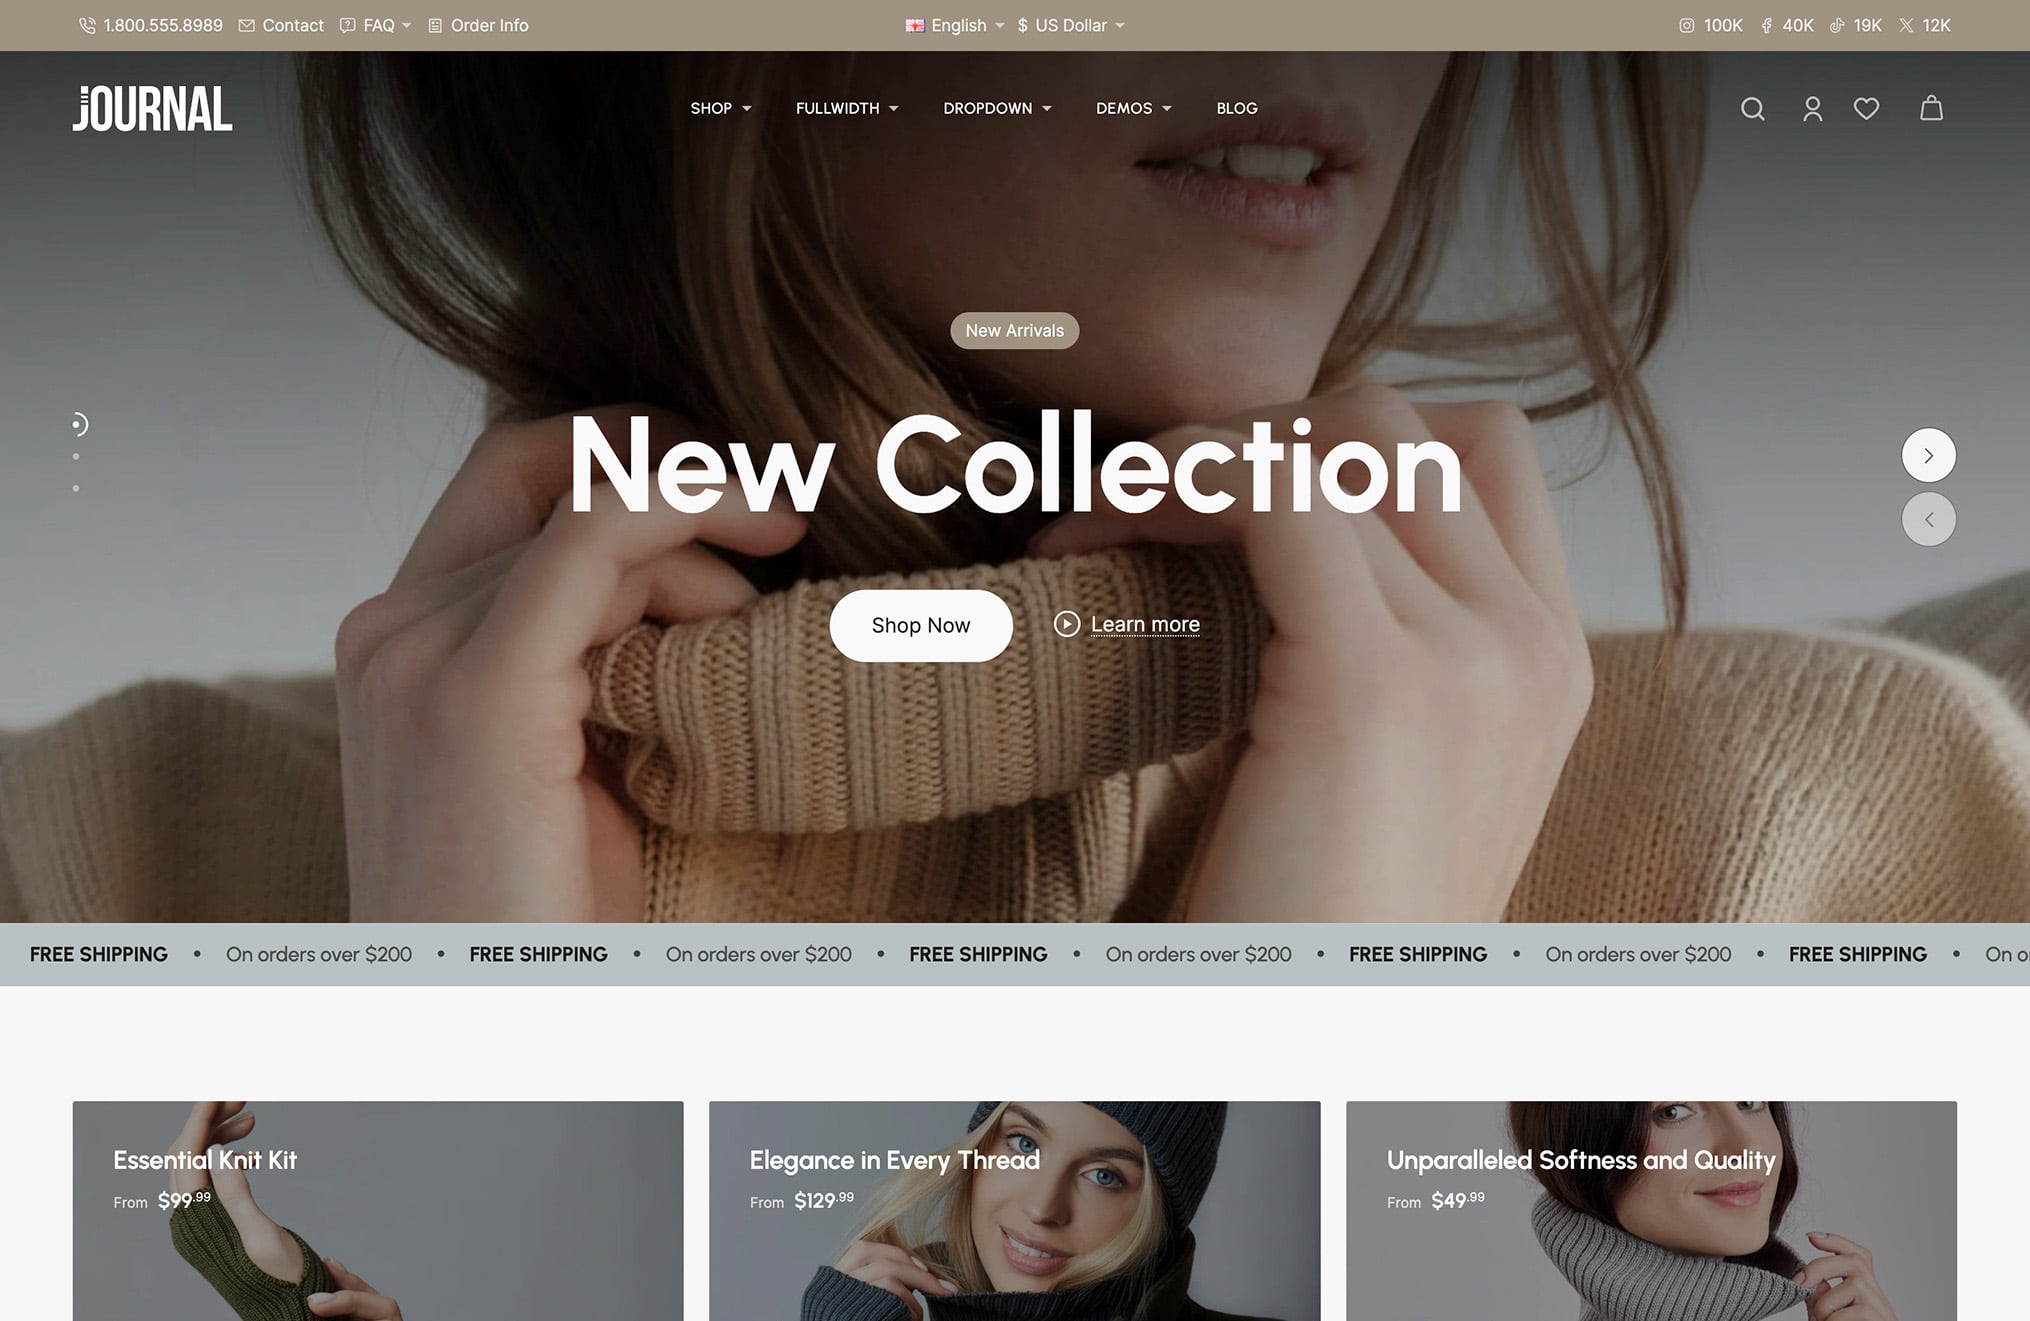 1.800.555.8989 Contact FAQ Order Info English $ US Dollar 100K 40K 19K 12K
JOURNAL SHOP FULLWIDTH DROPDOWN DEMOS BLOG
New Arrivals
New Collection
Shop Now Learn more
FREE SHIPPING • On orders over $200 • FREE SHIPPING • On orders over $200 • FREE SHIPPING • On orders over $200 • FREE SHIPPING • On orders over $200 • FREE SHIPPING • On o
Essential Knit Kit
From $99.99
Elegance in Every Thread
From $129.99
Unparalleled Softness and Quality
From $49.99